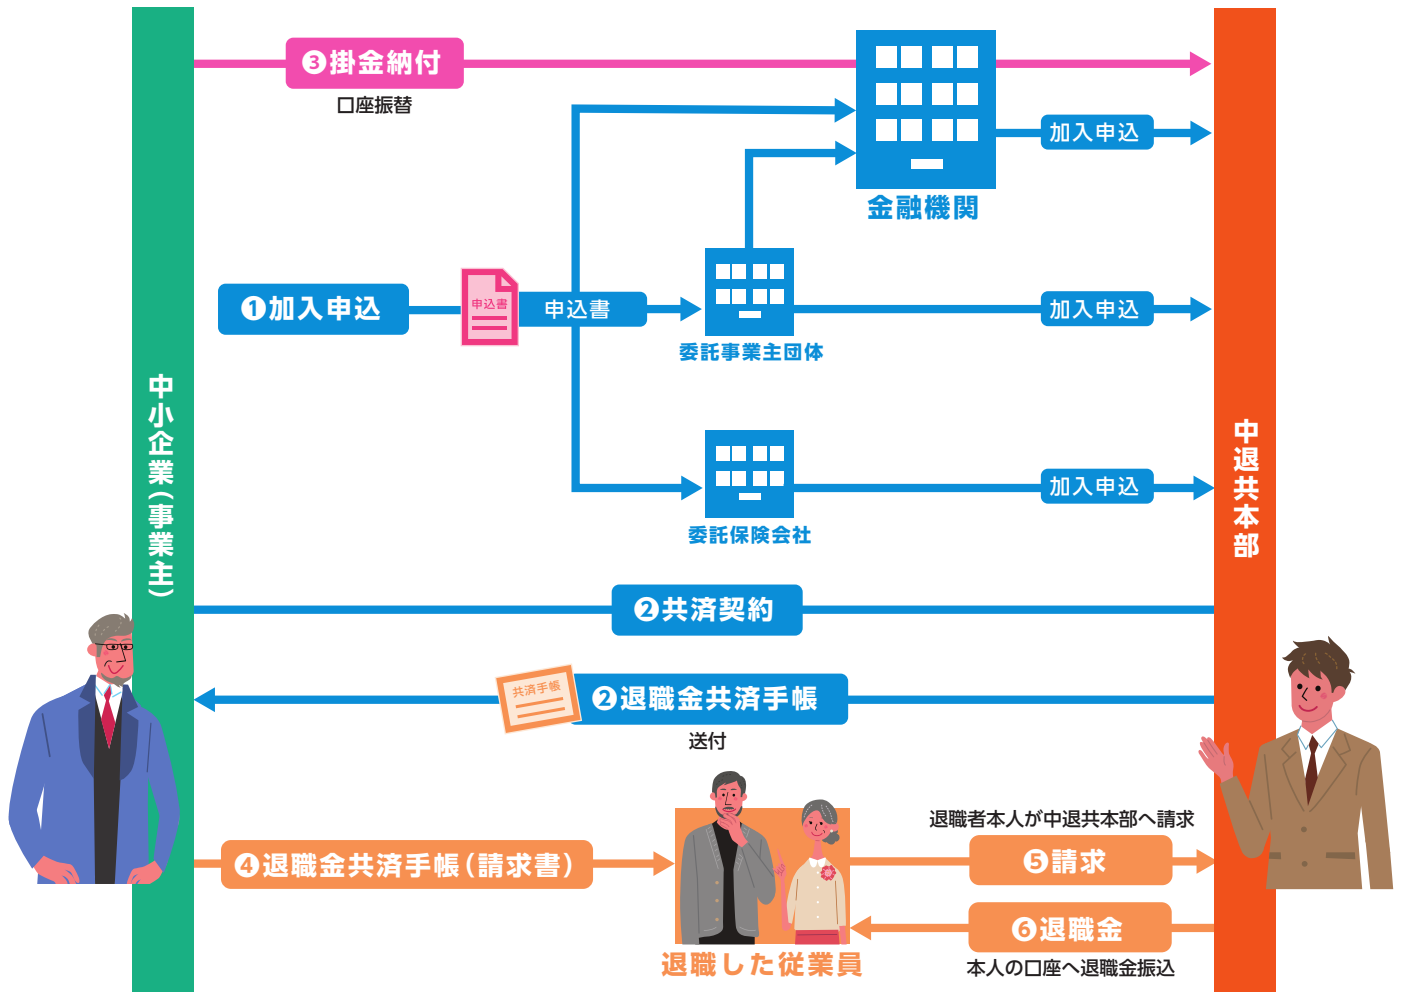 ❸掛金納付
口座振替
加入申込
金融機関
❶加入申込
申込書
申込書
加入申込
委託事業主団体
中小企業(事業主)
中退共本部
加入申込
委託保険会社
❷共済契約
共済手帳
❷退職金共済手帳
送付
退職者本人が中退共本部へ請求
❹退職金共済手帳(請求書)
❺請求
❻退職金
退職した従業員
本人の口座へ退職金振込